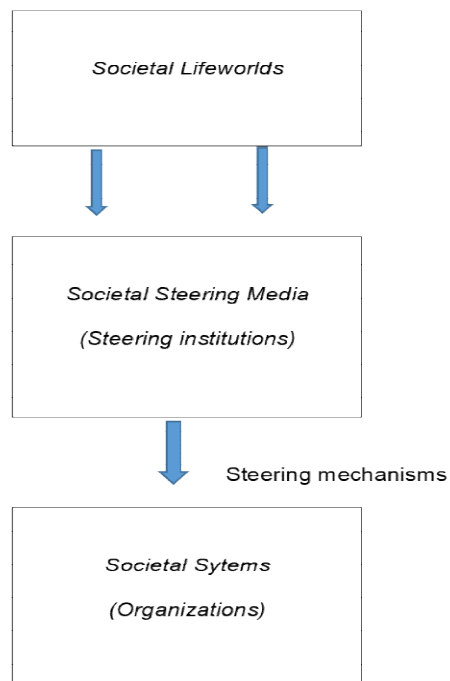 Societal Lifeworlds
Societal Steering Media
(Steering institutions)
Steering mechanisms
Societal Sytems
(Organizations)